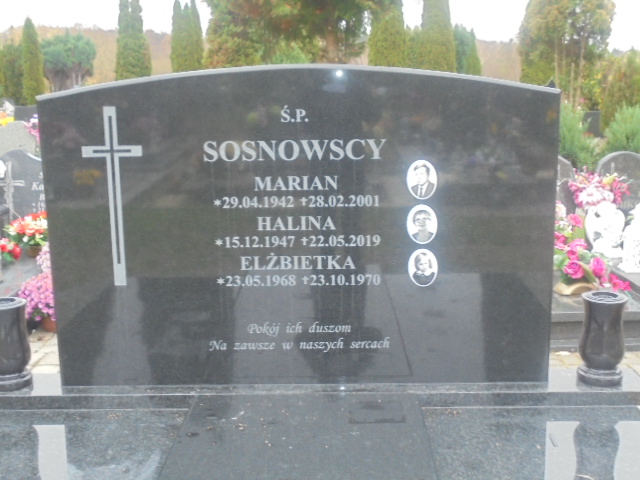 Ś.P.
SOSNOWSCY
MARIAN
*29.04.1942 †28.02.2001
HALINA
*15.12.1947 †22.05.2019
ELŻBIETKA
*23.05.1968 †23.10.1970
Pokój ich duszom
Na zawsze w naszych sercach